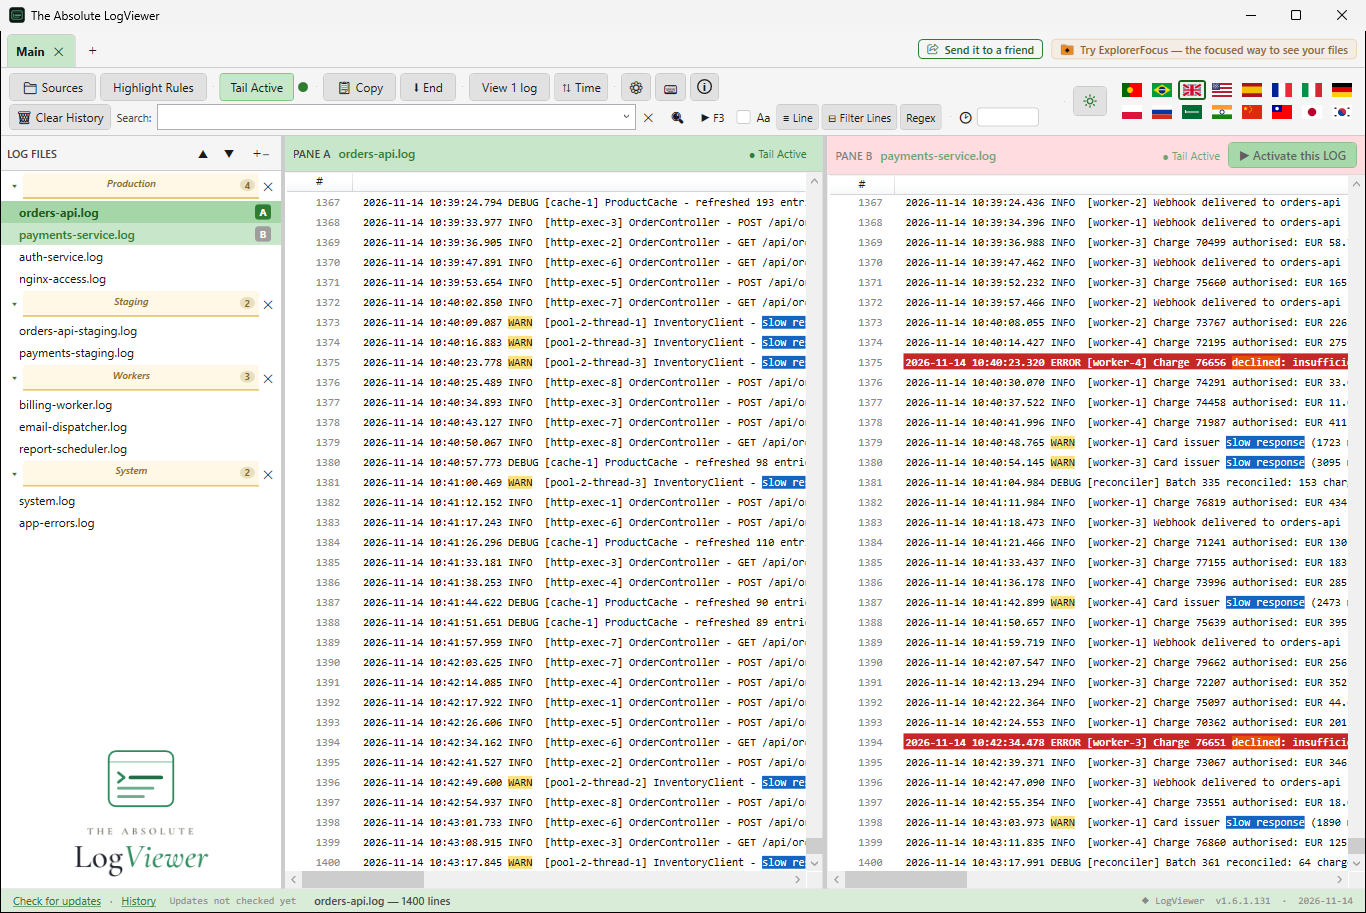 The Absolute LogViewer
Main
Send it to a friend
Try ExplorerFocus — the focused way to see your files
Sources
Highlight Rules
Tail Active
Copy
End
View 1 log
Time
Clear History
Search:
F3
Aa
Line
Filter Lines
Regex
LOG FILES
Production 4
orders-api.log A
payments-service.log B
auth-service.log
nginx-access.log
Staging 2
orders-api-staging.log
payments-staging.log
Workers 3
billing-worker.log
email-dispatcher.log
report-scheduler.log
System 2
system.log
app-errors.log
THE ABSOLUTE
LogViewer
PANE A orders-api.log
Tail Active
#
1367 2026-11-14 10:39:24.794 DEBUG [cache-1] ProductCache - refreshed 193 entri
1368 2026-11-14 10:39:33.977 INFO [http-exec-3] OrderController - POST /api/o
1369 2026-11-14 10:39:36.905 INFO [http-exec-2] OrderController - GET /api/or
1370 2026-11-14 10:39:47.891 INFO [http-exec-6] OrderController - GET /api/or
1371 2026-11-14 10:39:53.654 INFO [http-exec-5] OrderController - POST /api/o
1372 2026-11-14 10:40:02.850 INFO [http-exec-7] OrderController - GET /api/or
1373 2026-11-14 10:40:09.087 WARN [pool-2-thread-1] InventoryClient - slow re
1374 2026-11-14 10:40:16.883 WARN [pool-2-thread-3] InventoryClient - slow re
1375 2026-11-14 10:40:23.778 WARN [pool-2-thread-3] InventoryClient - slow re
1376 2026-11-14 10:40:25.489 INFO [http-exec-8] OrderController - POST /api/o
1377 2026-11-14 10:40:34.893 INFO [http-exec-3] OrderController - POST /api/o
1378 2026-11-14 10:40:43.127 INFO [http-exec-7] OrderController - POST /api/o
1379 2026-11-14 10:40:50.067 INFO [http-exec-8] OrderController - GET /api/or
1380 2026-11-14 10:40:57.773 DEBUG [cache-1] ProductCache - refreshed 98 entri
1381 2026-11-14 10:41:00.469 WARN [pool-2-thread-3] InventoryClient - slow re
1382 2026-11-14 10:41:12.152 INFO [http-exec-1] OrderController - POST /api/o
1383 2026-11-14 10:41:17.243 INFO [http-exec-6] OrderController - POST /api/o
1384 2026-11-14 10:41:26.296 DEBUG [cache-1] ProductCache - refreshed 110 entr
1385 2026-11-14 10:41:33.181 INFO [http-exec-3] OrderController - GET /api/or
1386 2026-11-14 10:41:38.253 INFO [http-exec-4] OrderController - POST /api/o
1387 2026-11-14 10:41:44.622 DEBUG [cache-1] ProductCache - refreshed 90 entri
1388 2026-11-14 10:41:51.651 DEBUG [cache-1] ProductCache - refreshed 89 entri
1389 2026-11-14 10:41:57.959 INFO [http-exec-7] OrderController - GET /api/or
1390 2026-11-14 10:42:03.625 INFO [http-exec-7] OrderController - POST /api/o
1391 2026-11-14 10:42:14.085 INFO [http-exec-4] OrderController - POST /api/o
1392 2026-11-14 10:42:17.922 INFO [http-exec-1] OrderController - POST /api/o
1393 2026-11-14 10:42:26.606 INFO [http-exec-5] OrderController - POST /api/o
1394 2026-11-14 10:42:34.162 INFO [http-exec-6] OrderController - GET /api/or
1395 2026-11-14 10:42:41.527 INFO [http-exec-2] OrderController - GET /api/or
1396 2026-11-14 10:42:49.600 WARN [pool-2-thread-2] InventoryClient - slow re
1397 2026-11-14 10:42:54.937 INFO [http-exec-8] OrderController - POST /api/o
1398 2026-11-14 10:43:01.733 INFO [http-exec-6] OrderController - POST /api/o
1399 2026-11-14 10:43:08.915 INFO [http-exec-3] OrderController - GET /api/or
1400 2026-11-14 10:43:17.845 WARN [pool-2-thread-1] InventoryClient - slow re
PANE B payments-service.log
Tail Active
Activate this LOG
#
1367 2026-11-14 10:39:24.436 INFO [worker-2] Webhook delivered to orders-api
1368 2026-11-14 10:39:34.396 INFO [worker-1] Webhook delivered to orders-api
1369 2026-11-14 10:39:36.988 INFO [worker-3] Charge 70499 authorised: EUR 58.
1370 2026-11-14 10:39:47.462 INFO [worker-3] Webhook delivered to orders-api
1371 2026-11-14 10:39:52.232 INFO [worker-3] Charge 75660 authorised: EUR 165
1372 2026-11-14 10:39:57.466 INFO [worker-2] Webhook delivered to orders-api
1373 2026-11-14 10:40:08.055 INFO [worker-2] Charge 73767 authorised: EUR 226
1374 2026-11-14 10:40:14.427 INFO [worker-4] Charge 72195 authorised: EUR 275
1375 2026-11-14 10:40:23.320 ERROR [worker-4] Charge 76656 declined: insuffici
1376 2026-11-14 10:40:30.070 INFO [worker-1] Charge 74291 authorised: EUR 33.
1377 2026-11-14 10:40:37.522 INFO [worker-1] Charge 74458 authorised: EUR 11.
1378 2026-11-14 10:40:41.996 INFO [worker-4] Charge 71987 authorised: EUR 411
1379 2026-11-14 10:40:48.765 WARN [worker-1] Card issuer slow response (1723
1380 2026-11-14 10:40:54.145 WARN [worker-3] Card issuer slow response (3095
1381 2026-11-14 10:41:04.984 DEBUG [reconciler] Batch 335 reconciled: 153 char
1382 2026-11-14 10:41:11.984 INFO [worker-1] Charge 76819 authorised: EUR 434
1383 2026-11-14 10:41:18.473 INFO [worker-3] Webhook delivered to orders-api
1384 2026-11-14 10:41:21.466 INFO [worker-2] Charge 71241 authorised: EUR 130
1385 2026-11-14 10:41:33.437 INFO [worker-3] Charge 77155 authorised: EUR 183
1386 2026-11-14 10:41:36.178 INFO [worker-4] Charge 73996 authorised: EUR 285
1387 2026-11-14 10:41:42.899 WARN [worker-4] Card issuer slow response (2473
1388 2026-11-14 10:41:50.657 INFO [worker-1] Charge 75639 authorised: EUR 395
1389 2026-11-14 10:41:59.719 INFO [worker-1] Webhook delivered to orders-api
1390 2026-11-14 10:42:07.547 INFO [worker-2] Charge 79662 authorised: EUR 256
1391 2026-11-14 10:42:13.294 INFO [worker-3] Charge 72207 authorised: EUR 352
1392 2026-11-14 10:42:22.364 INFO [worker-2] Charge 75097 authorised: EUR 44.
1393 2026-11-14 10:42:24.553 INFO [worker-1] Charge 70362 authorised: EUR 201
1394 2026-11-14 10:42:34.478 ERROR [worker-3] Charge 76651 declined: insuffici
1395 2026-11-14 10:42:39.371 INFO [worker-2] Charge 73067 authorised: EUR 346
1396 2026-11-14 10:42:47.090 INFO [worker-3] Webhook delivered to orders-api
1397 2026-11-14 10:42:55.354 INFO [worker-4] Charge 73551 authorised: EUR 18.
1398 2026-11-14 10:43:03.973 WARN [worker-1] Card issuer slow response (1890
1399 2026-11-14 10:43:11.835 INFO [worker-4] Charge 76860 authorised: EUR 125
1400 2026-11-14 10:43:17.991 DEBUG [reconciler] Batch 361 reconciled: 64 charg
Check for updates · History Updates not checked yet orders-api.log — 1400 lines
LogViewer v1.6.1.131 · 2026-11-14